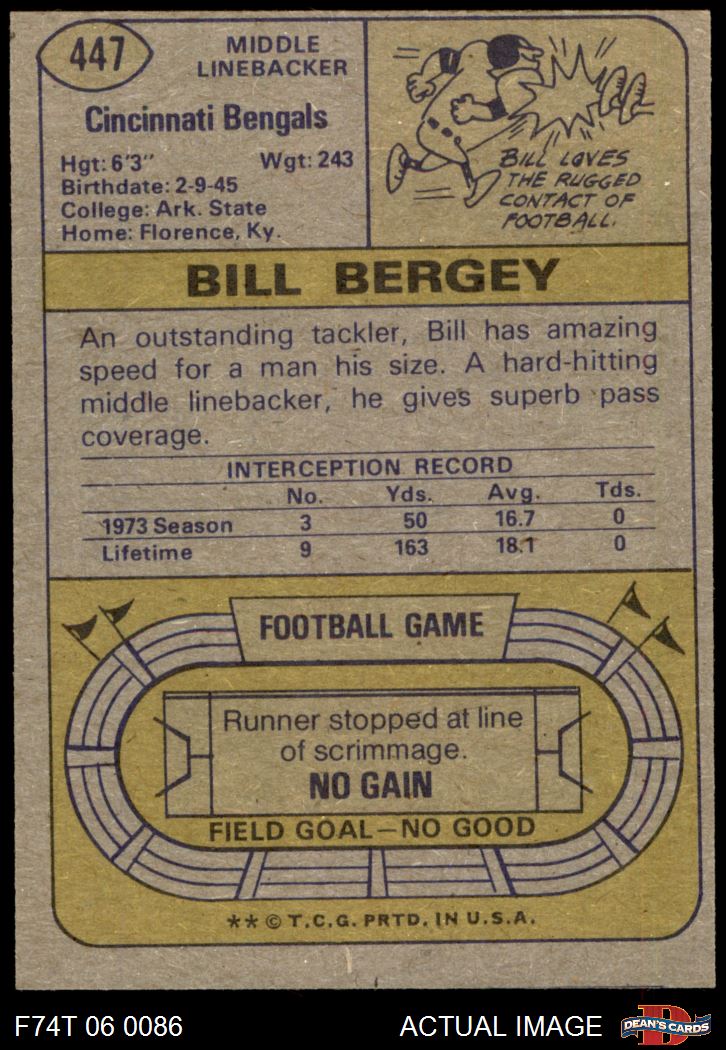 447
MIDDLE
LINEBACKER
Cincinnati Bengals
Hgt: 6'3" Wgt: 243
Birthdate: 2-9-45
College: Ark. State
Home: Florence, Ky.
BILL LOVES
THE RUGGED
CONTACT OF
FOOTBALL.
BILL BERGEY
An outstanding tackler, Bill has amazing
speed for a man his size. A hard-hitting
middle linebacker, he gives superb pass
coverage.
INTERCEPTION RECORD
No. Yds. Avg. Tds.
1973 Season 3 50 16.7 0
Lifetime 9 163 18.1 0
FOOTBALL GAME
Runner stopped at line
of scrimmage.
NO GAIN
FIELD GOAL—NO GOOD
** © T.C.G. PRTD. IN U.S.A.
F74T 06 0086 ACTUAL IMAGE
D
DEAN'S CARDS